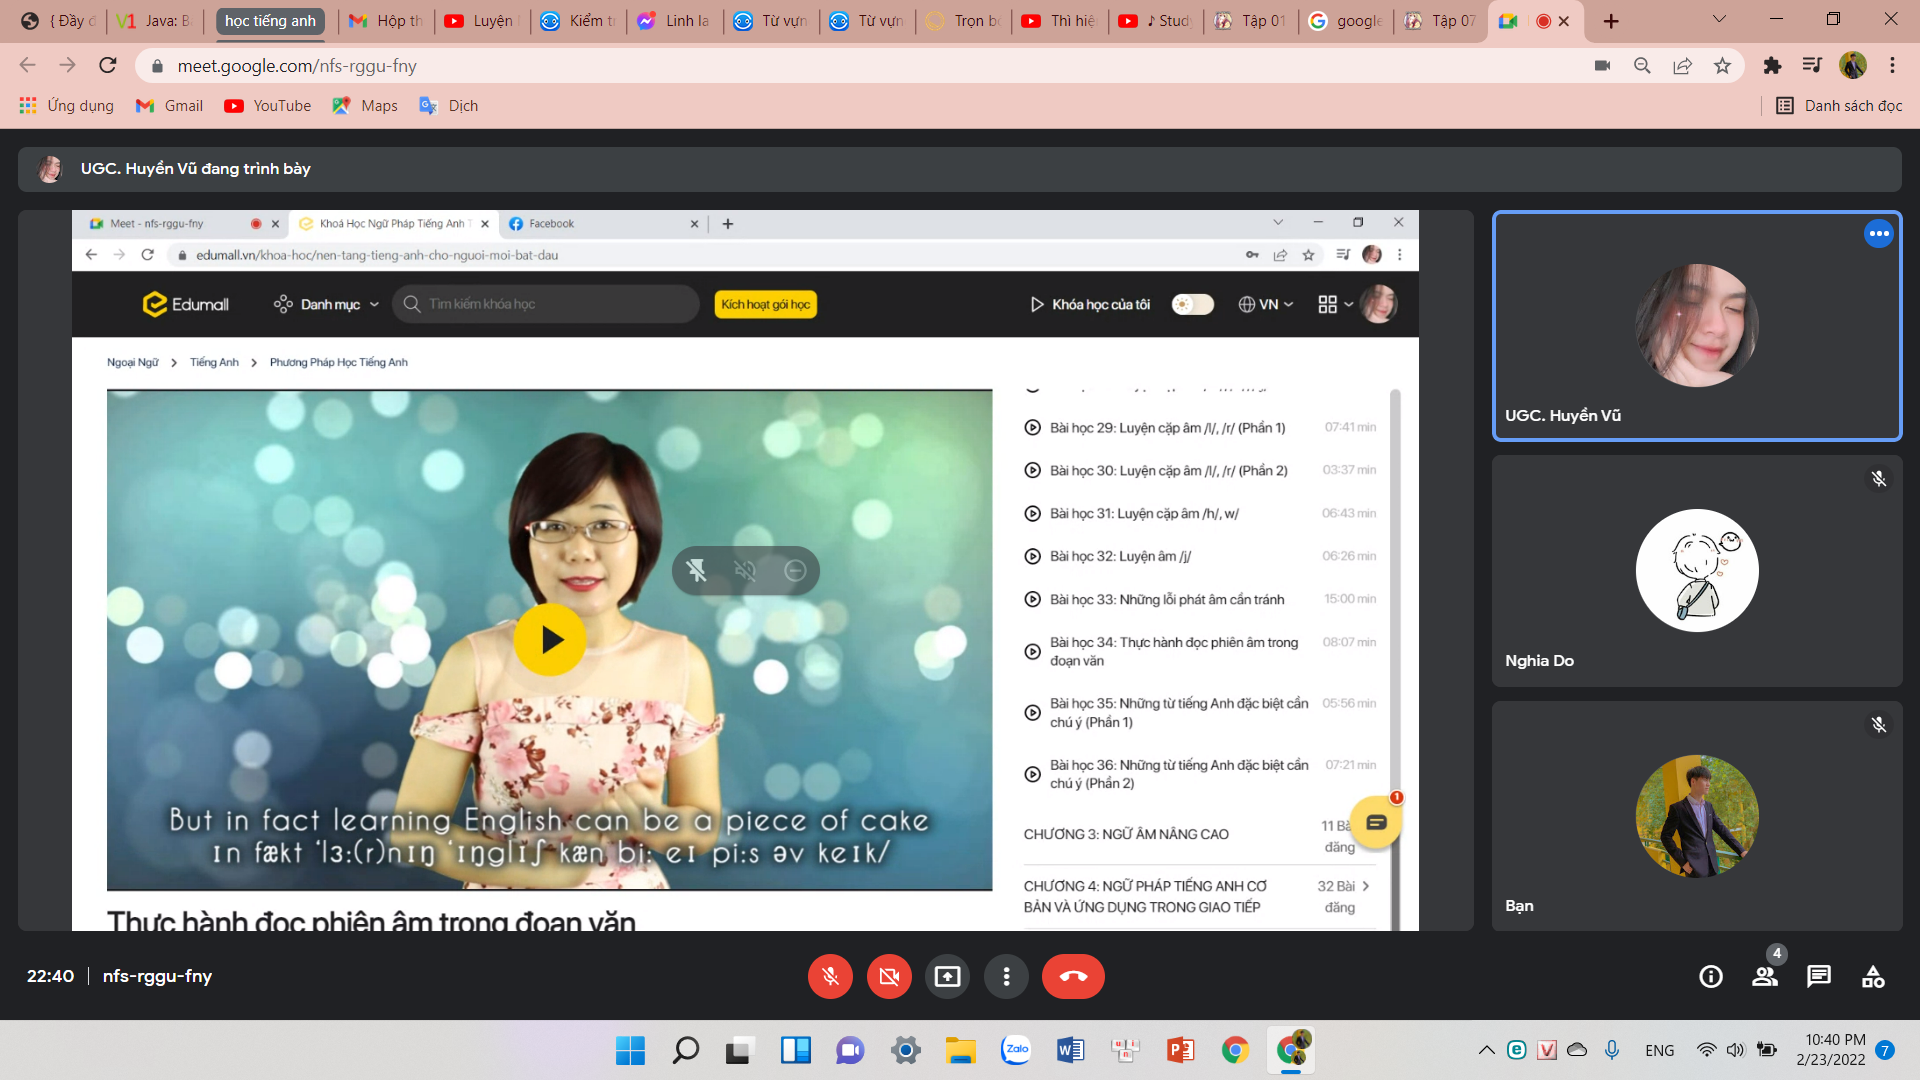 { Đầy đ
Java: B
học tiếng anh
Hộp th
Luyện
Kiểm t
Linh la
Từ vựn
Từ vựn
Trọn b
Thì hiệ
♪ Study
Tập 01
google
Tập 07
meet.google.com/nfs-rggu-fny
Ứng dụng
Gmail
YouTube
Maps
Dịch
Danh sách đọc
UGC. Huyền Vũ đang trình bày
Meet - nfs-rggu-fny
Khoá Học Ngữ Pháp Tiếng Anh T
Facebook
edumall.vn/khoa-hoc/nen-tang-tieng-anh-cho-nguoi-moi-bat-dau
Edumall
Danh mục
Tìm kiếm khóa học
Kích hoạt gói học
Khóa học của tôi
VN
Ngoại Ngữ > Tiếng Anh > Phương Pháp Học Tiếng Anh
Bài học 29: Luyện cặp âm /l/, /r/ (Phần 1) 07:41 min
Bài học 30: Luyện cặp âm /l/, /r/ (Phần 2) 03:37 min
Bài học 31: Luyện cặp âm /h/, w/ 06:43 min
Bài học 32: Luyện âm /j/ 06:26 min
Bài học 33: Những lỗi phát âm cần tránh 15:00 min
Bài học 34: Thực hành đọc phiên âm trong 08:07 min
đoạn văn
Bài học 35: Những từ tiếng Anh đặc biệt cần 05:56 min
chú ý (Phần 1)
Bài học 36: Những từ tiếng Anh đặc biệt cần 07:21 min
chú ý (Phần 2)
CHƯƠNG 3: NGỮ ÂM NÂNG CAO 11 Bà
đăng
CHƯƠNG 4: NGỮ PHÁP TIẾNG ANH CƠ 32 Bài
BẢN VÀ ỨNG DỤNG TRONG GIAO TIẾP đăng
1
But in fact learning English can be a piece of cake
ɪn fækt ‘lɜː(r)nɪŋ ‘ɪŋglɪʃ kæn biː eɪ piːs əv keɪk/
Thực hành đọc phiên âm trong đoạn văn
UGC. Huyền Vũ
Nghia Do
Bạn
22:40 | nfs-rggu-fny
4
Zalo
ENG
10:40 PM
2/23/2022
7